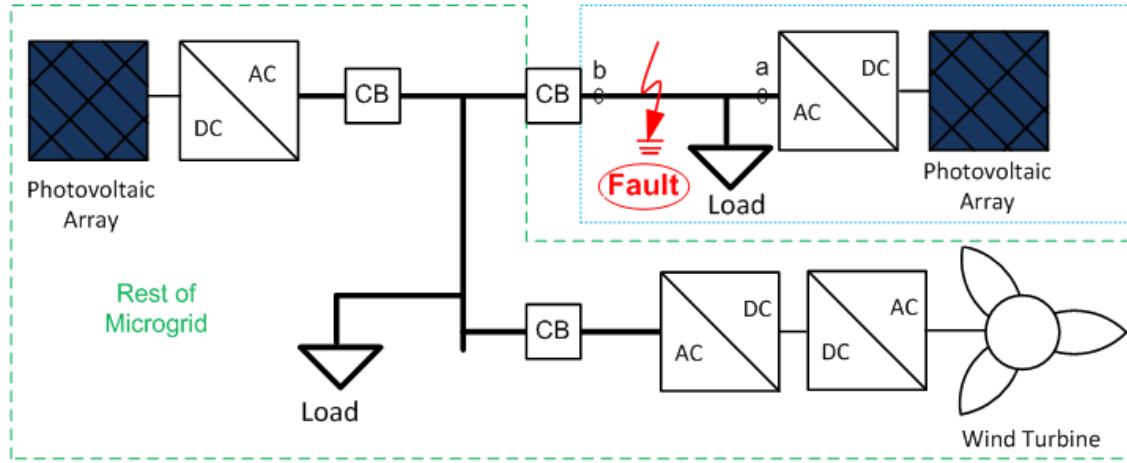 b
a
AC
DC
CB
CB
AC
DC
Photovoltaic
Array
Fault
Load
Photovoltaic
Array
Rest of
Microgrid
CB
DC
AC
AC
DC
Load
Wind Turbine